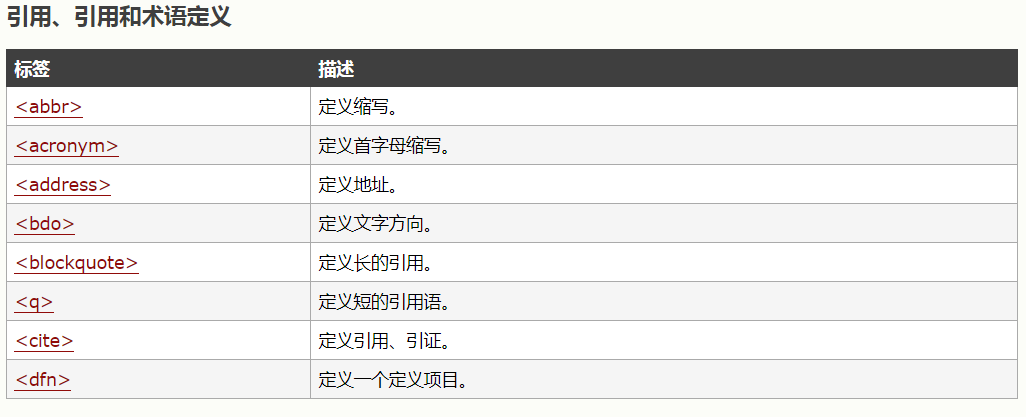 引用、引用和术语定义
标签 描述
<abbr> 定义缩写。
<acronym> 定义首字母缩写。
<address> 定义地址。
<bdo> 定义文字方向。
<blockquote> 定义长的引用。
<q> 定义短的引用语。
<cite> 定义引用、引证。
<dfn> 定义一个定义项目。